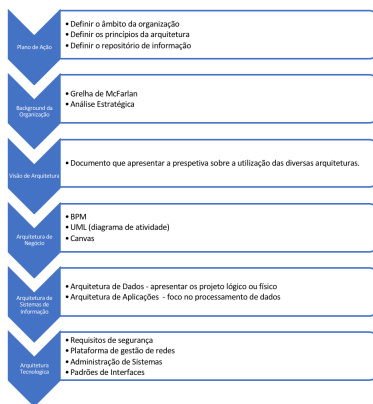 Plano de Ação
• Definir o âmbito da organização
• Definir os princípios da arquitetura
• Definir o repositório de informação
Background da
Organização
• Grelha de McFarlan
• Análise Estratégica
Visão de Arquitetura
• Documento que apresentar a prespetiva sobre a utilização das diversas arquiteturas.
Arquitetura de
Negócio
• BPM
• UML (diagrama de atividade)
• Canvas
Arquitetura de
Sistemas de
Informação
• Arquitetura de Dados - apresentar os projeto lógico ou físico
• Arquitetura de Aplicações - foco no processamento de dados
Arquitetura
Tecnologica
• Requisitos de segurança
• Plataforma de gestão de redes
• Administração de Sistemas
• Padrões de Interfaces